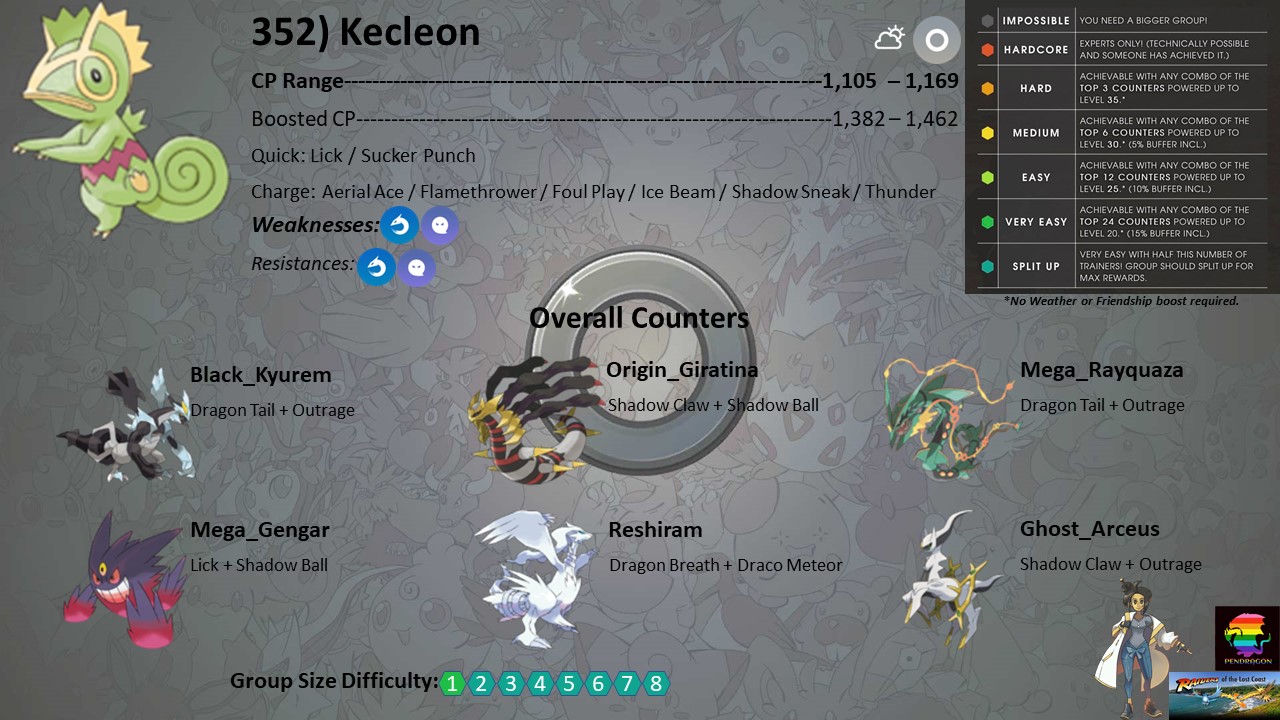 352) Kecleon
CP Range--------------------------------------------------------------------1,105 – 1,169
Boosted CP--------------------------------------------------------------------1,382 – 1,462
Quick: Lick / Sucker Punch
Charge: Aerial Ace / Flamethrower / Foul Play / Ice Beam / Shadow Sneak / Thunder
Weaknesses:
Resistances:
IMPOSSIBLE YOU NEED A BIGGER GROUP!
HARDCORE EXPERTS ONLY! (TECHNICALLY POSSIBLE
AND SOMEONE HAS ACHIEVED IT.)
HARD ACHIEVABLE WITH ANY COMBO OF THE
TOP 3 COUNTERS POWERED UP TO
LEVEL 35.*
MEDIUM ACHIEVABLE WITH ANY COMBO OF THE
TOP 6 COUNTERS POWERED UP TO
LEVEL 30.* (5% BUFFER INCL.)
EASY ACHIEVABLE WITH ANY COMBO OF THE
TOP 12 COUNTERS POWERED UP TO
LEVEL 25.* (10% BUFFER INCL.)
VERY EASY ACHIEVABLE WITH ANY COMBO OF THE
TOP 24 COUNTERS POWERED UP TO
LEVEL 20.* (15% BUFFER INCL.)
SPLIT UP VERY EASY WITH HALF THIS NUMBER OF
TRAINERS! GROUP SHOULD SPLIT UP FOR
MAX REWARDS.
*No Weather or Friendship boost required.
Overall Counters
Black_Kyurem
Dragon Tail + Outrage
Origin_Giratina
Shadow Claw + Shadow Ball
Mega_Rayquaza
Dragon Tail + Outrage
Mega_Gengar
Lick + Shadow Ball
Reshiram
Dragon Breath + Draco Meteor
Ghost_Arceus
Shadow Claw + Outrage
Group Size Difficulty: 1 2 3 4 5 6 7 8
PENDRAGON
RAIDERS of the Lost Coast